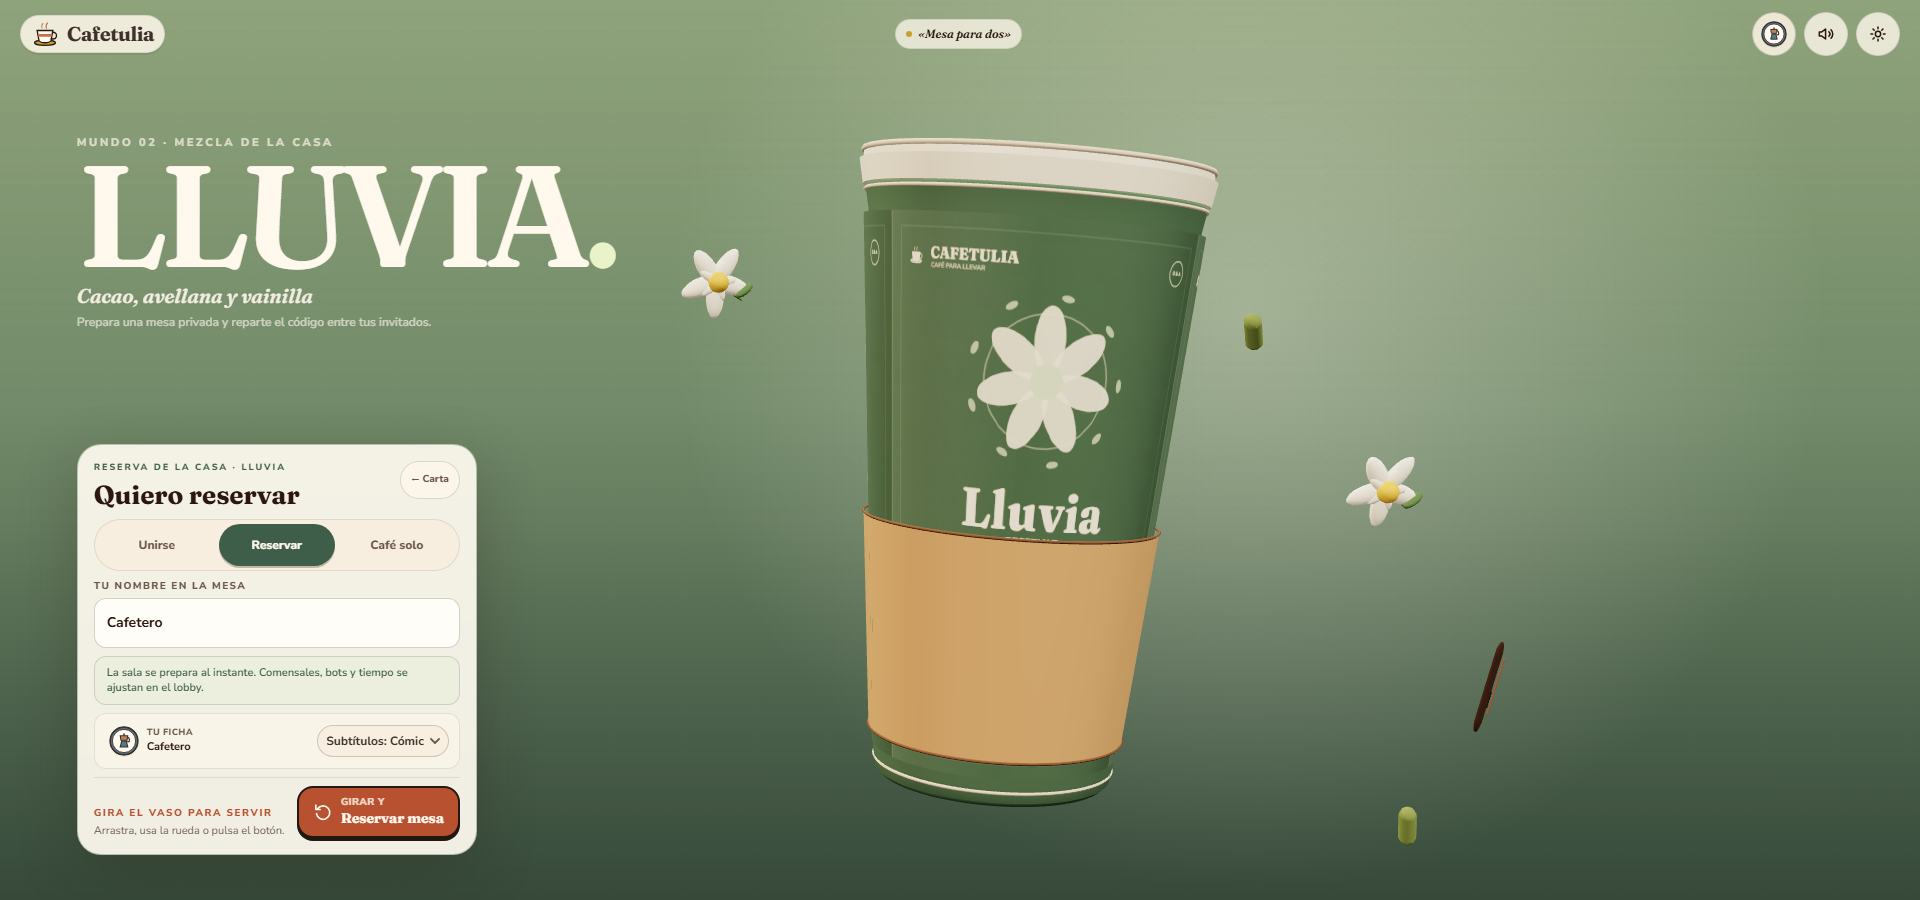 Cafetulia
«Mesa para dos»
MUNDO 02 · MEZCLA DE LA CASA
LLUVIA.
Cacao, avellana y vainilla
Prepara una mesa privada y reparte el código entre tus invitados.
CAFETULIA
CAFÉ PARA LLEVAR
Lluvia
RESERVA DE LA CASA · LLUVIA
Quiero reservar
← Carta
Unirse
Reservar
Café solo
TU NOMBRE EN LA MESA
Cafetero
La sala se prepara al instante. Comensales, bots y tiempo se
ajustan en el lobby.
TU FICHA
Cafetero
Subtítulos: Cómic
GIRA EL VASO PARA SERVIR
Arrastra, usa la rueda o pulsa el botón.
GIRAR Y
Reservar mesa